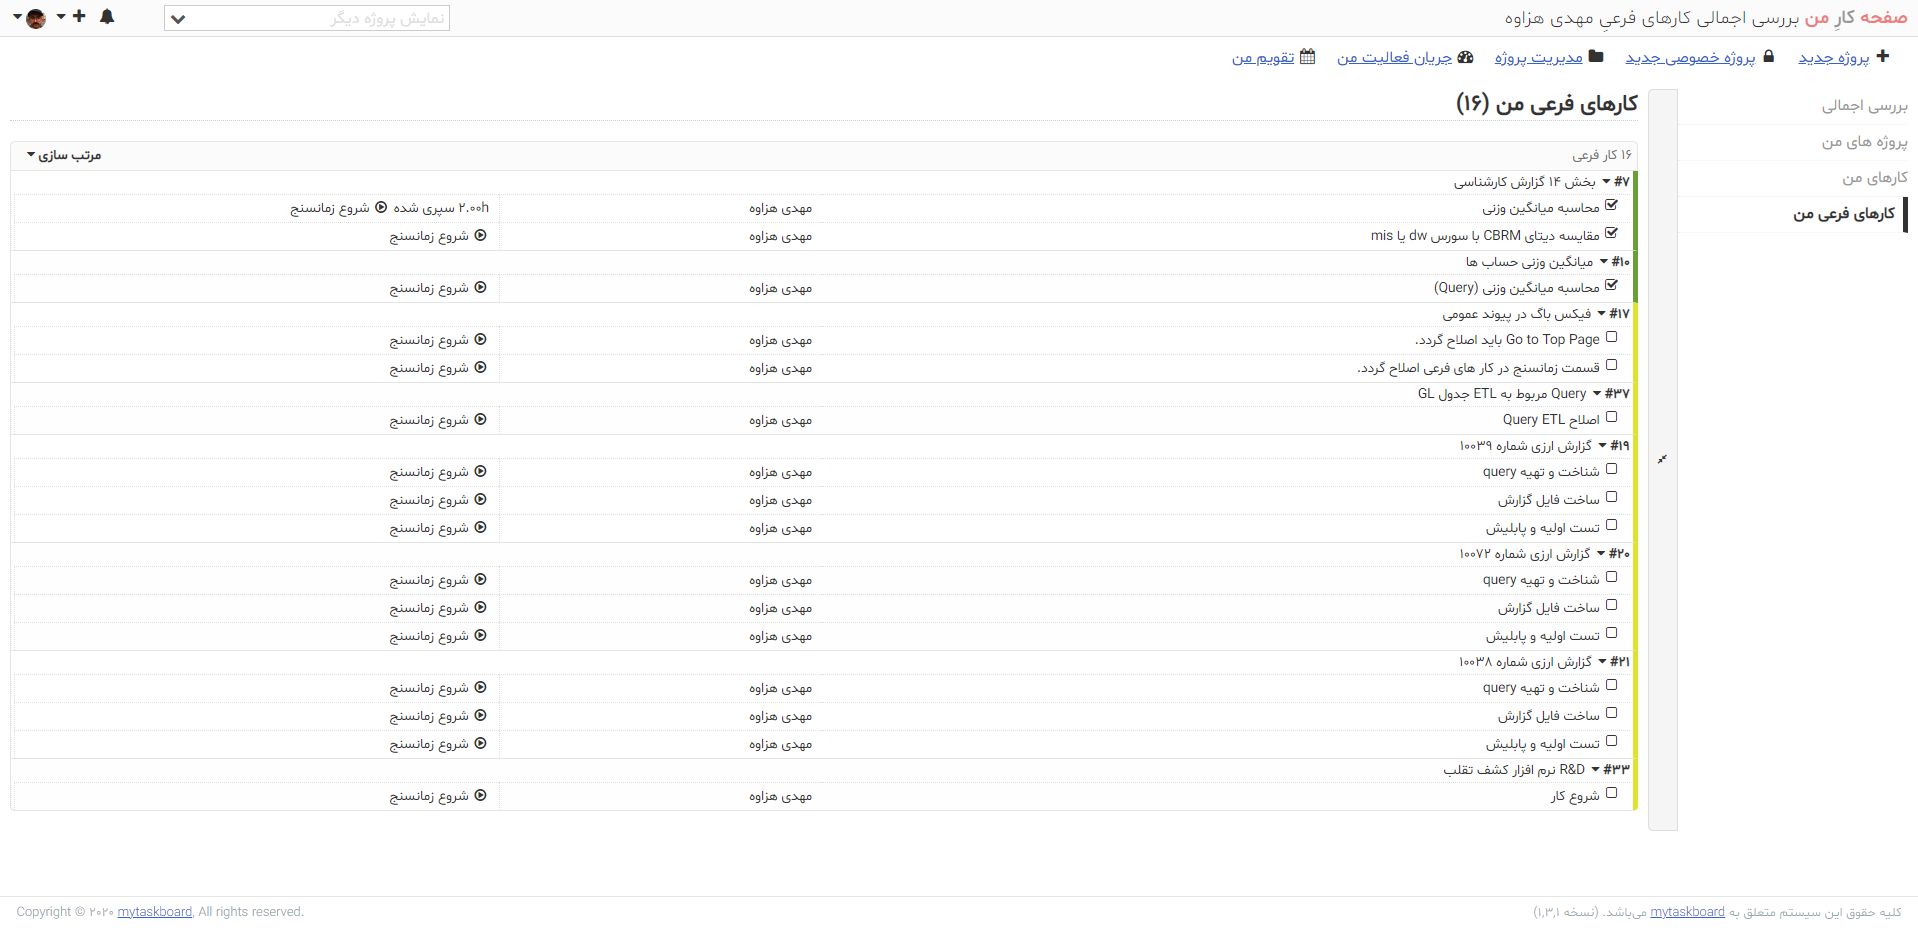 صفحه کارِ من بررسی اجمالی کارهای فرعیِ مهدی هزاوه
نمایش پروژه دیگر
پروژه جدید پروژه خصوصی جدید مدیریت پروژه جریان فعالیت من تقویم من
بررسی اجمالی
پروژه های من
کارهای من
کارهای فرعی من
کارهای فرعی من (۱۶)
۱۶ کار فرعی مرتب سازی
#۷ بخش ۱۴ گزارش کارشناسی
محاسبه میانگین وزنی مهدی هزاوه ۲.۰۰h سپری شده شروع زمانسنج
مقایسه دیتای CBRM با سورس dw یا mis مهدی هزاوه شروع زمانسنج
#۱۰ میانگین وزنی حساب ها
محاسبه میانگین وزنی (Query) مهدی هزاوه شروع زمانسنج
#۱۷ فیکس باگ در پیوند عمومی
Go to Top Page باید اصلاح گردد. مهدی هزاوه شروع زمانسنج
قسمت زمانسنج در کار های فرعی اصلاح گردد. مهدی هزاوه شروع زمانسنج
#۳۷ Query مربوط به ETL جدول GL
اصلاح Query ETL مهدی هزاوه شروع زمانسنج
#۱۹ گزارش ارزی شماره ۱۰۰۳۹
شناخت و تهیه query مهدی هزاوه شروع زمانسنج
ساخت فایل گزارش مهدی هزاوه شروع زمانسنج
تست اولیه و پابلیش مهدی هزاوه شروع زمانسنج
#۲۰ گزارش ارزی شماره ۱۰۰۷۲
شناخت و تهیه query مهدی هزاوه شروع زمانسنج
ساخت فایل گزارش مهدی هزاوه شروع زمانسنج
تست اولیه و پابلیش مهدی هزاوه شروع زمانسنج
#۲۱ گزارش ارزی شماره ۱۰۰۳۸
شناخت و تهیه query مهدی هزاوه شروع زمانسنج
ساخت فایل گزارش مهدی هزاوه شروع زمانسنج
تست اولیه و پابلیش مهدی هزاوه شروع زمانسنج
#۳۳ R&D نرم افزار کشف تقلب
شروع کار مهدی هزاوه شروع زمانسنج
کلیه حقوق این سیستم متعلق به mytaskboard می‌باشد. (نسخه ۱,۳,۱)
Copyright © ۲۰۲۰ mytaskboard, All rights reserved.